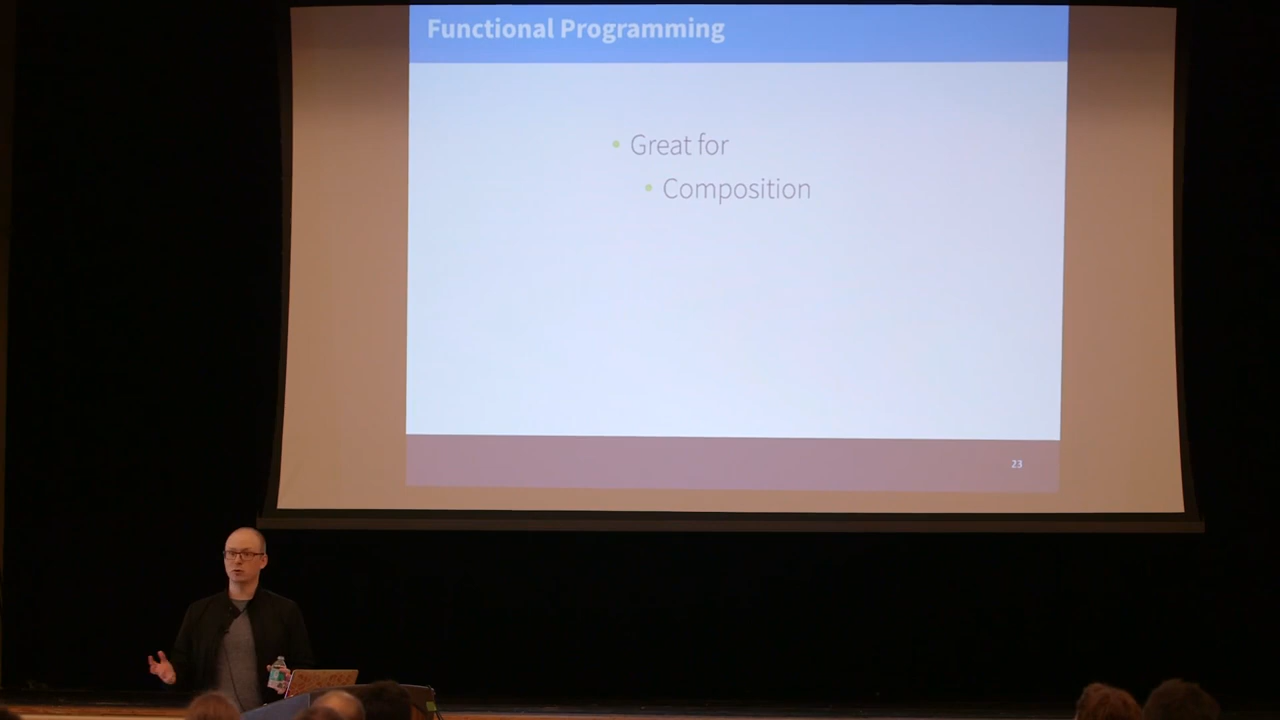 Functional Programming
• Great for
• Composition
23